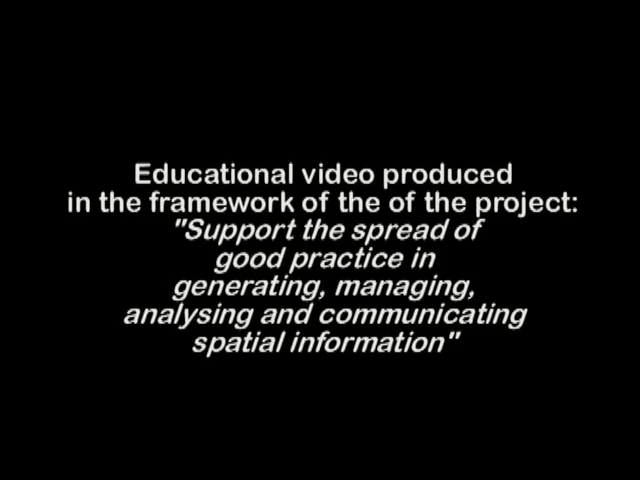 Educational video produced
in the framework of the of the project:
"Support the spread of
good practice in
generating, managing,
analysing and communicating
spatial information"